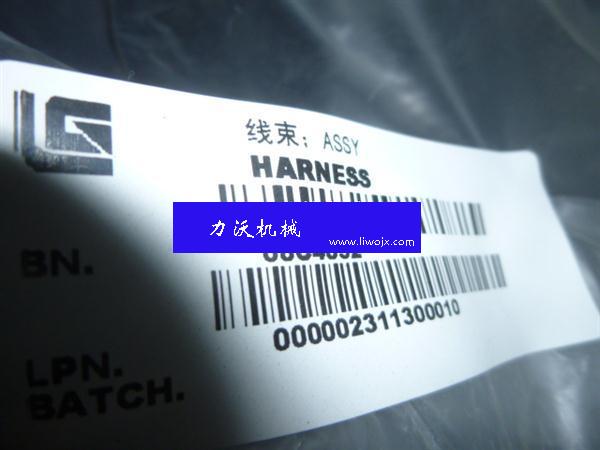 线束; ASSY
HARNESS
力沃机械
www.liwojx.com
BN.
000002311300010
LPN.
BATCH.